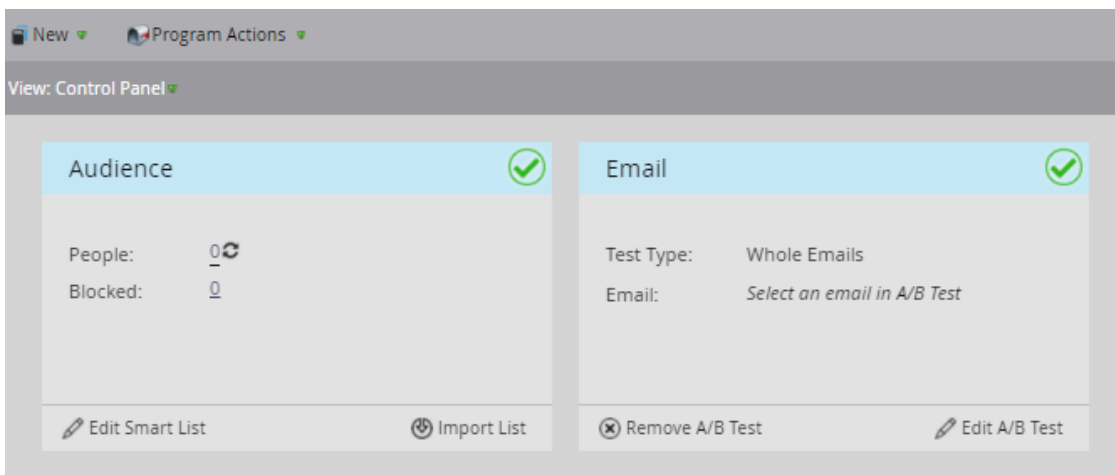 New Program Actions
View: Control Panel
Audience
People: 0
Blocked: 0
Edit Smart List Import List
Email
Test Type: Whole Emails
Email: Select an email in A/B Test
Remove A/B Test Edit A/B Test